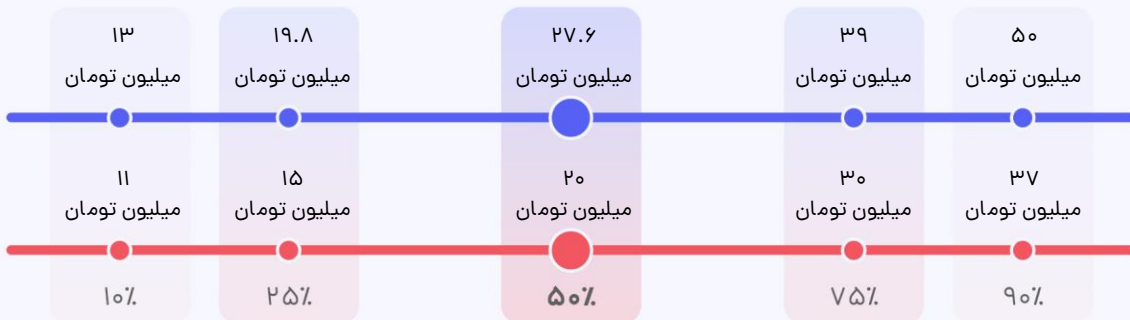 ۱۳ ۱۹.۸ ۲۷.۶ ۳۹ ۵۰
میلیون تومان میلیون تومان میلیون تومان میلیون تومان میلیون تومان
۱۱ ۱۵ ۲۰ ۳۰ ۳۷
میلیون تومان میلیون تومان میلیون تومان میلیون تومان میلیون تومان
۱۰٪ ۲۵٪ ۵۰٪ ۷۵٪ ۹۰٪